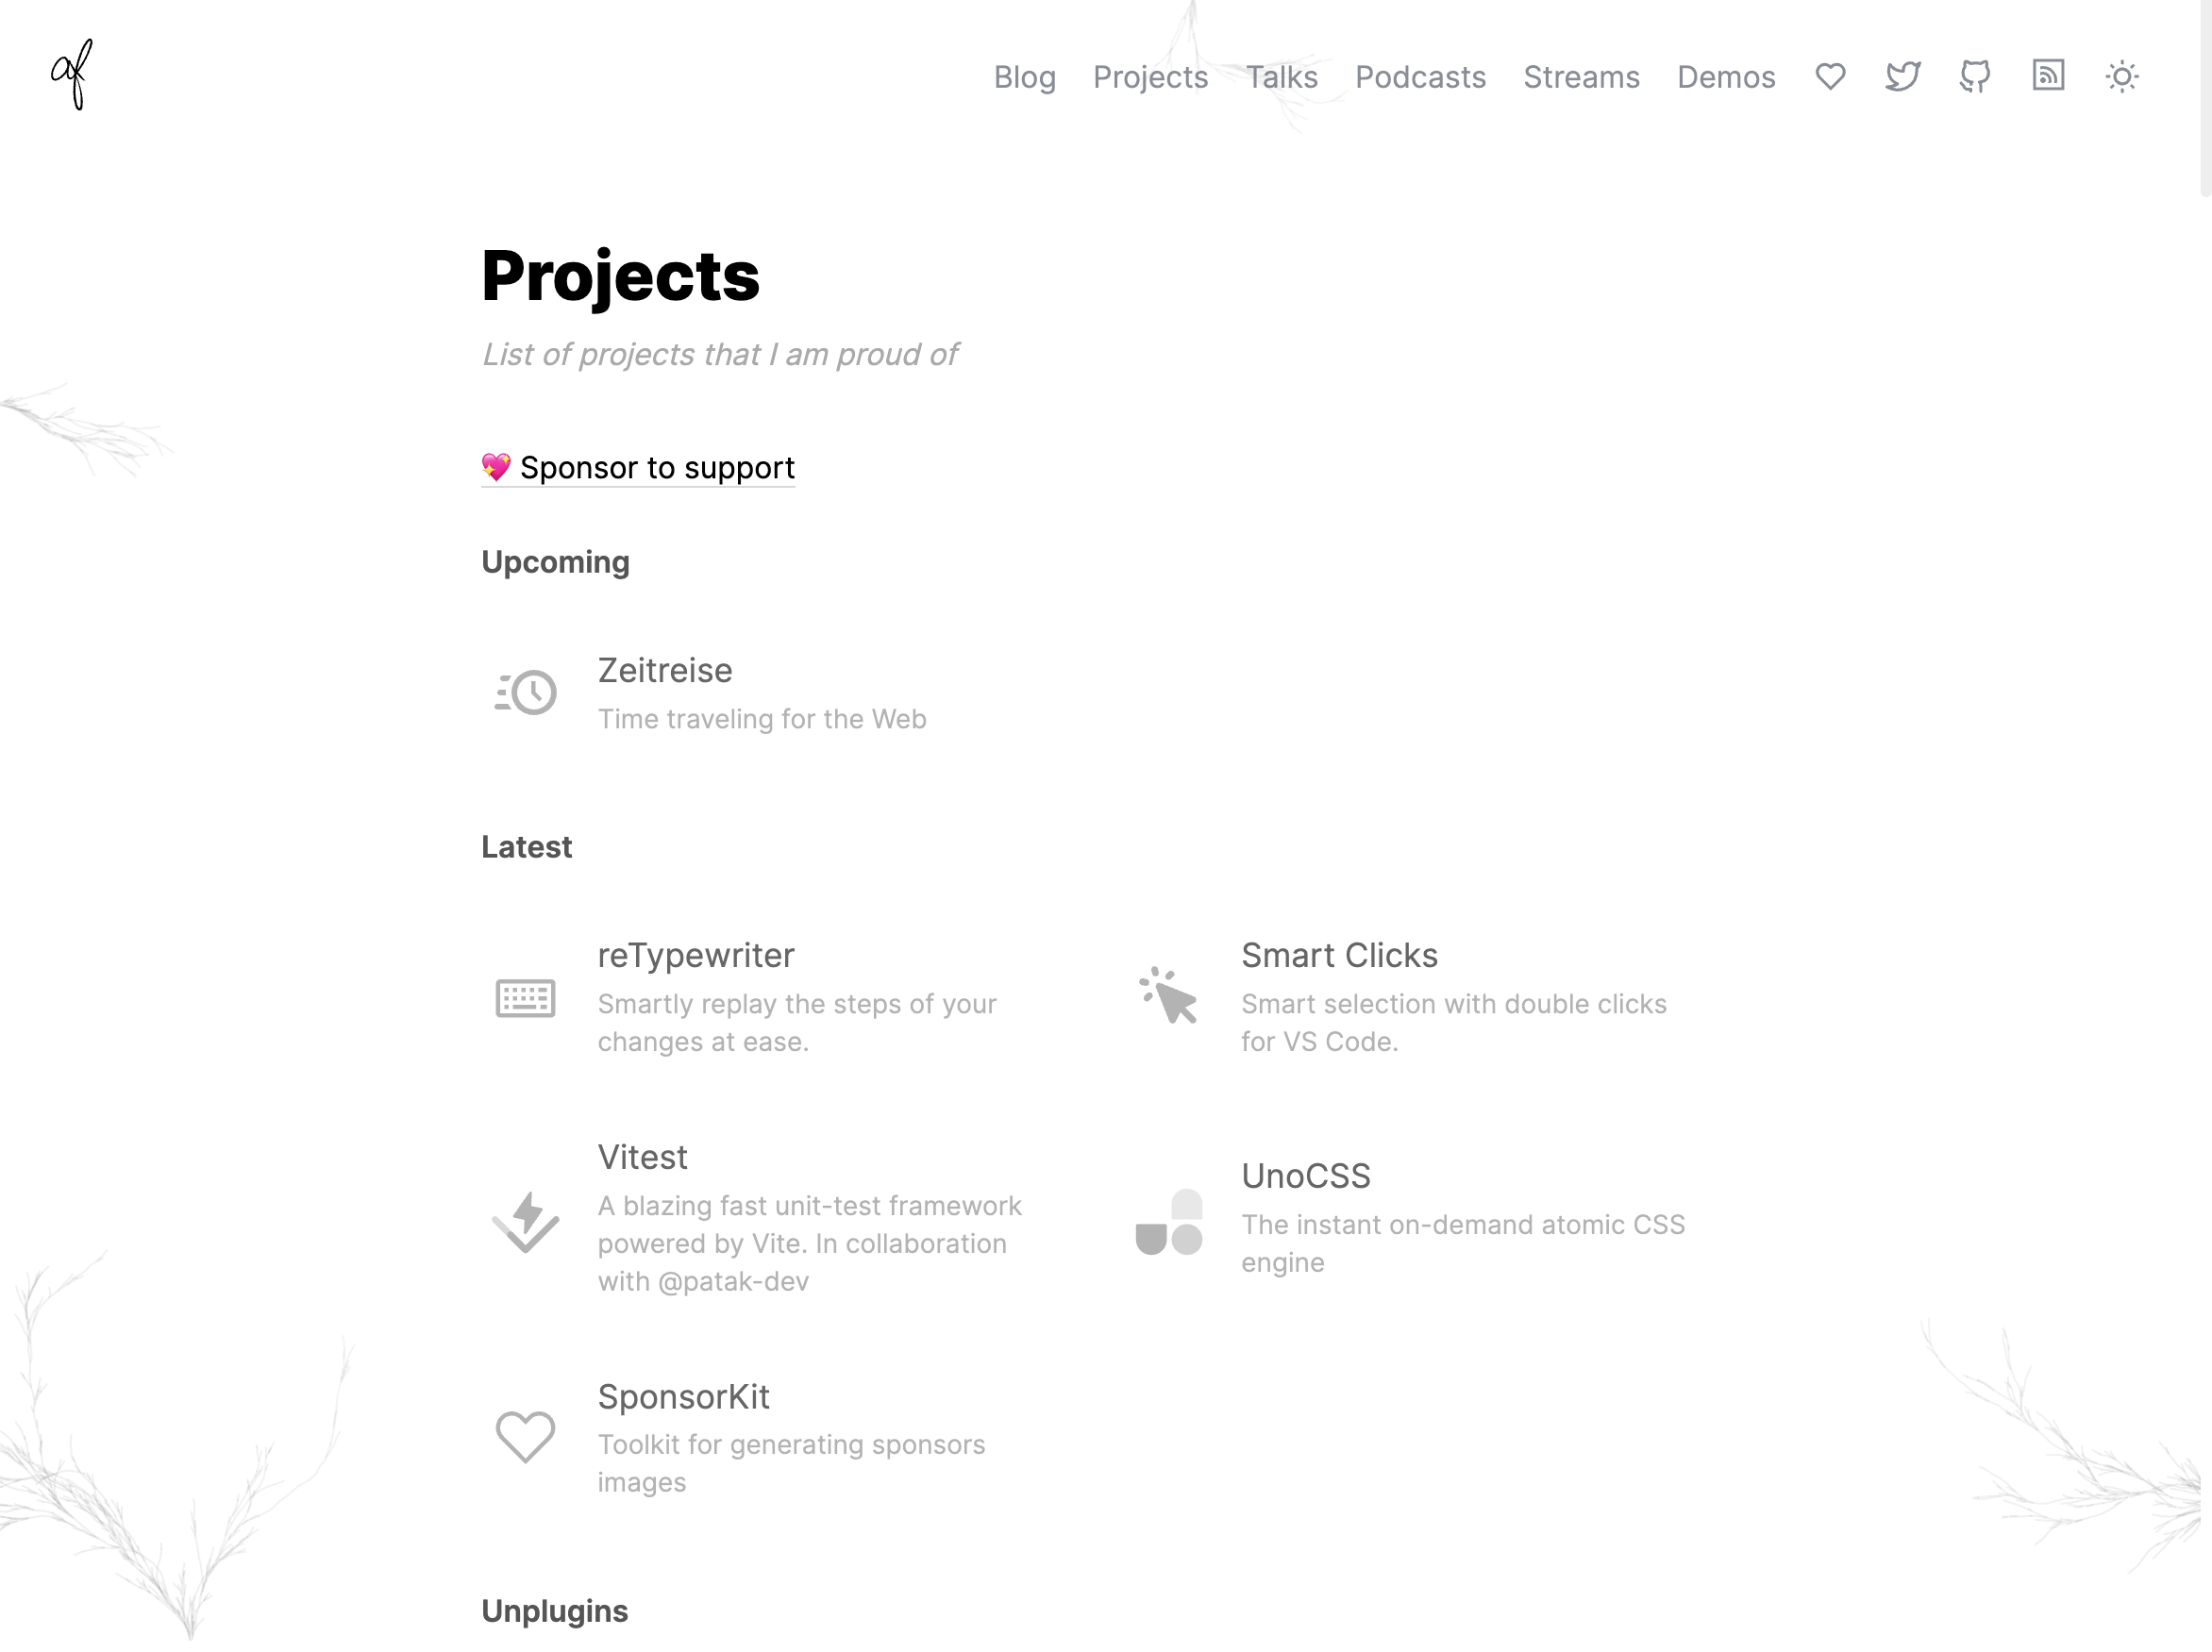 af
Blog Projects Talks Podcasts Streams Demos
Projects
List of projects that I am proud of
💖 Sponsor to support
Upcoming
Zeitreise
Time traveling for the Web
Latest
reTypewriter
Smartly replay the steps of your
changes at ease.
Smart Clicks
Smart selection with double clicks
for VS Code.
Vitest
A blazing fast unit-test framework
powered by Vite. In collaboration
with @patak-dev
UnoCSS
The instant on-demand atomic CSS
engine
SponsorKit
Toolkit for generating sponsors
images
Unplugins